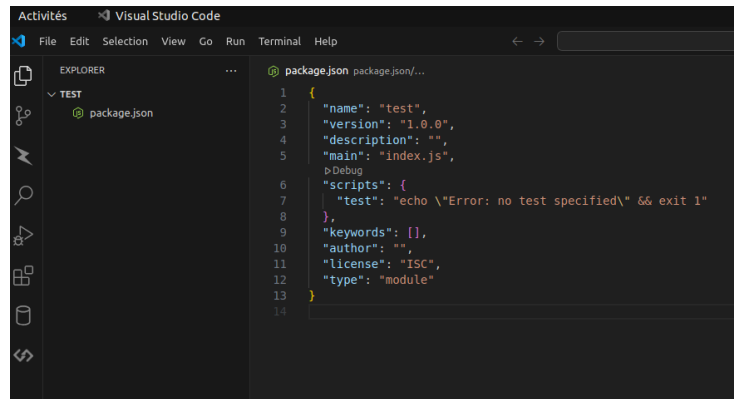 Activités Visual Studio Code
File Edit Selection View Go Run Terminal Help
EXPLORER ...
TEST
package.json
package.json package.json/...
1 {
2 "name": "test",
3 "version": "1.0.0",
4 "description": "",
5 "main": "index.js",
Debug
6 "scripts": {
7 "test": "echo \"Error: no test specified\" && exit 1"
8 },
9 "keywords": [],
10 "author": "",
11 "license": "ISC",
12 "type": "module"
13 }
14